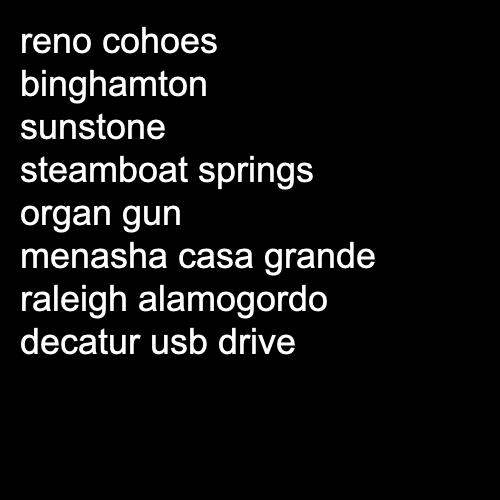 reno cohoes
binghamton
sunstone
steamboat springs
organ gun
menasha casa grande
raleigh alamogordo
decatur usb drive